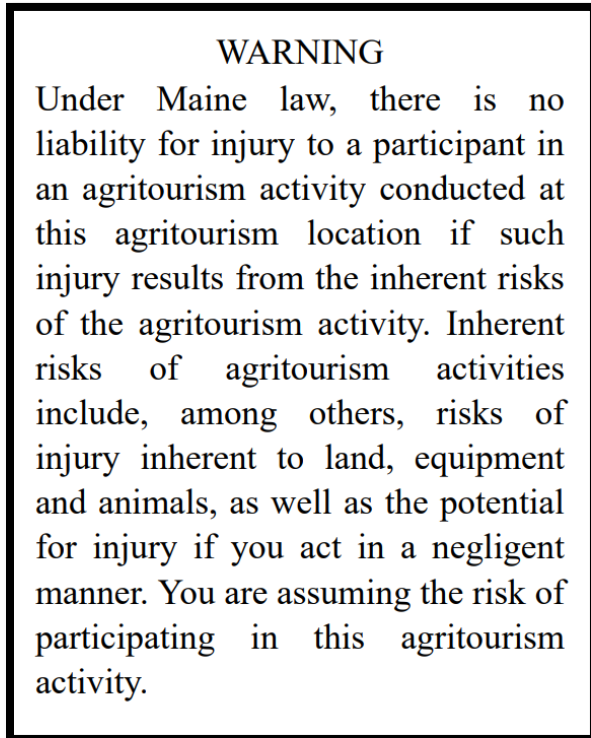 WARNING
Under Maine law, there is no
liability for injury to a participant in
an agritourism activity conducted at
this agritourism location if such
injury results from the inherent risks
of the agritourism activity. Inherent
risks of agritourism activities
include, among others, risks of
injury inherent to land, equipment
and animals, as well as the potential
for injury if you act in a negligent
manner. You are assuming the risk of
participating in this agritourism
activity.